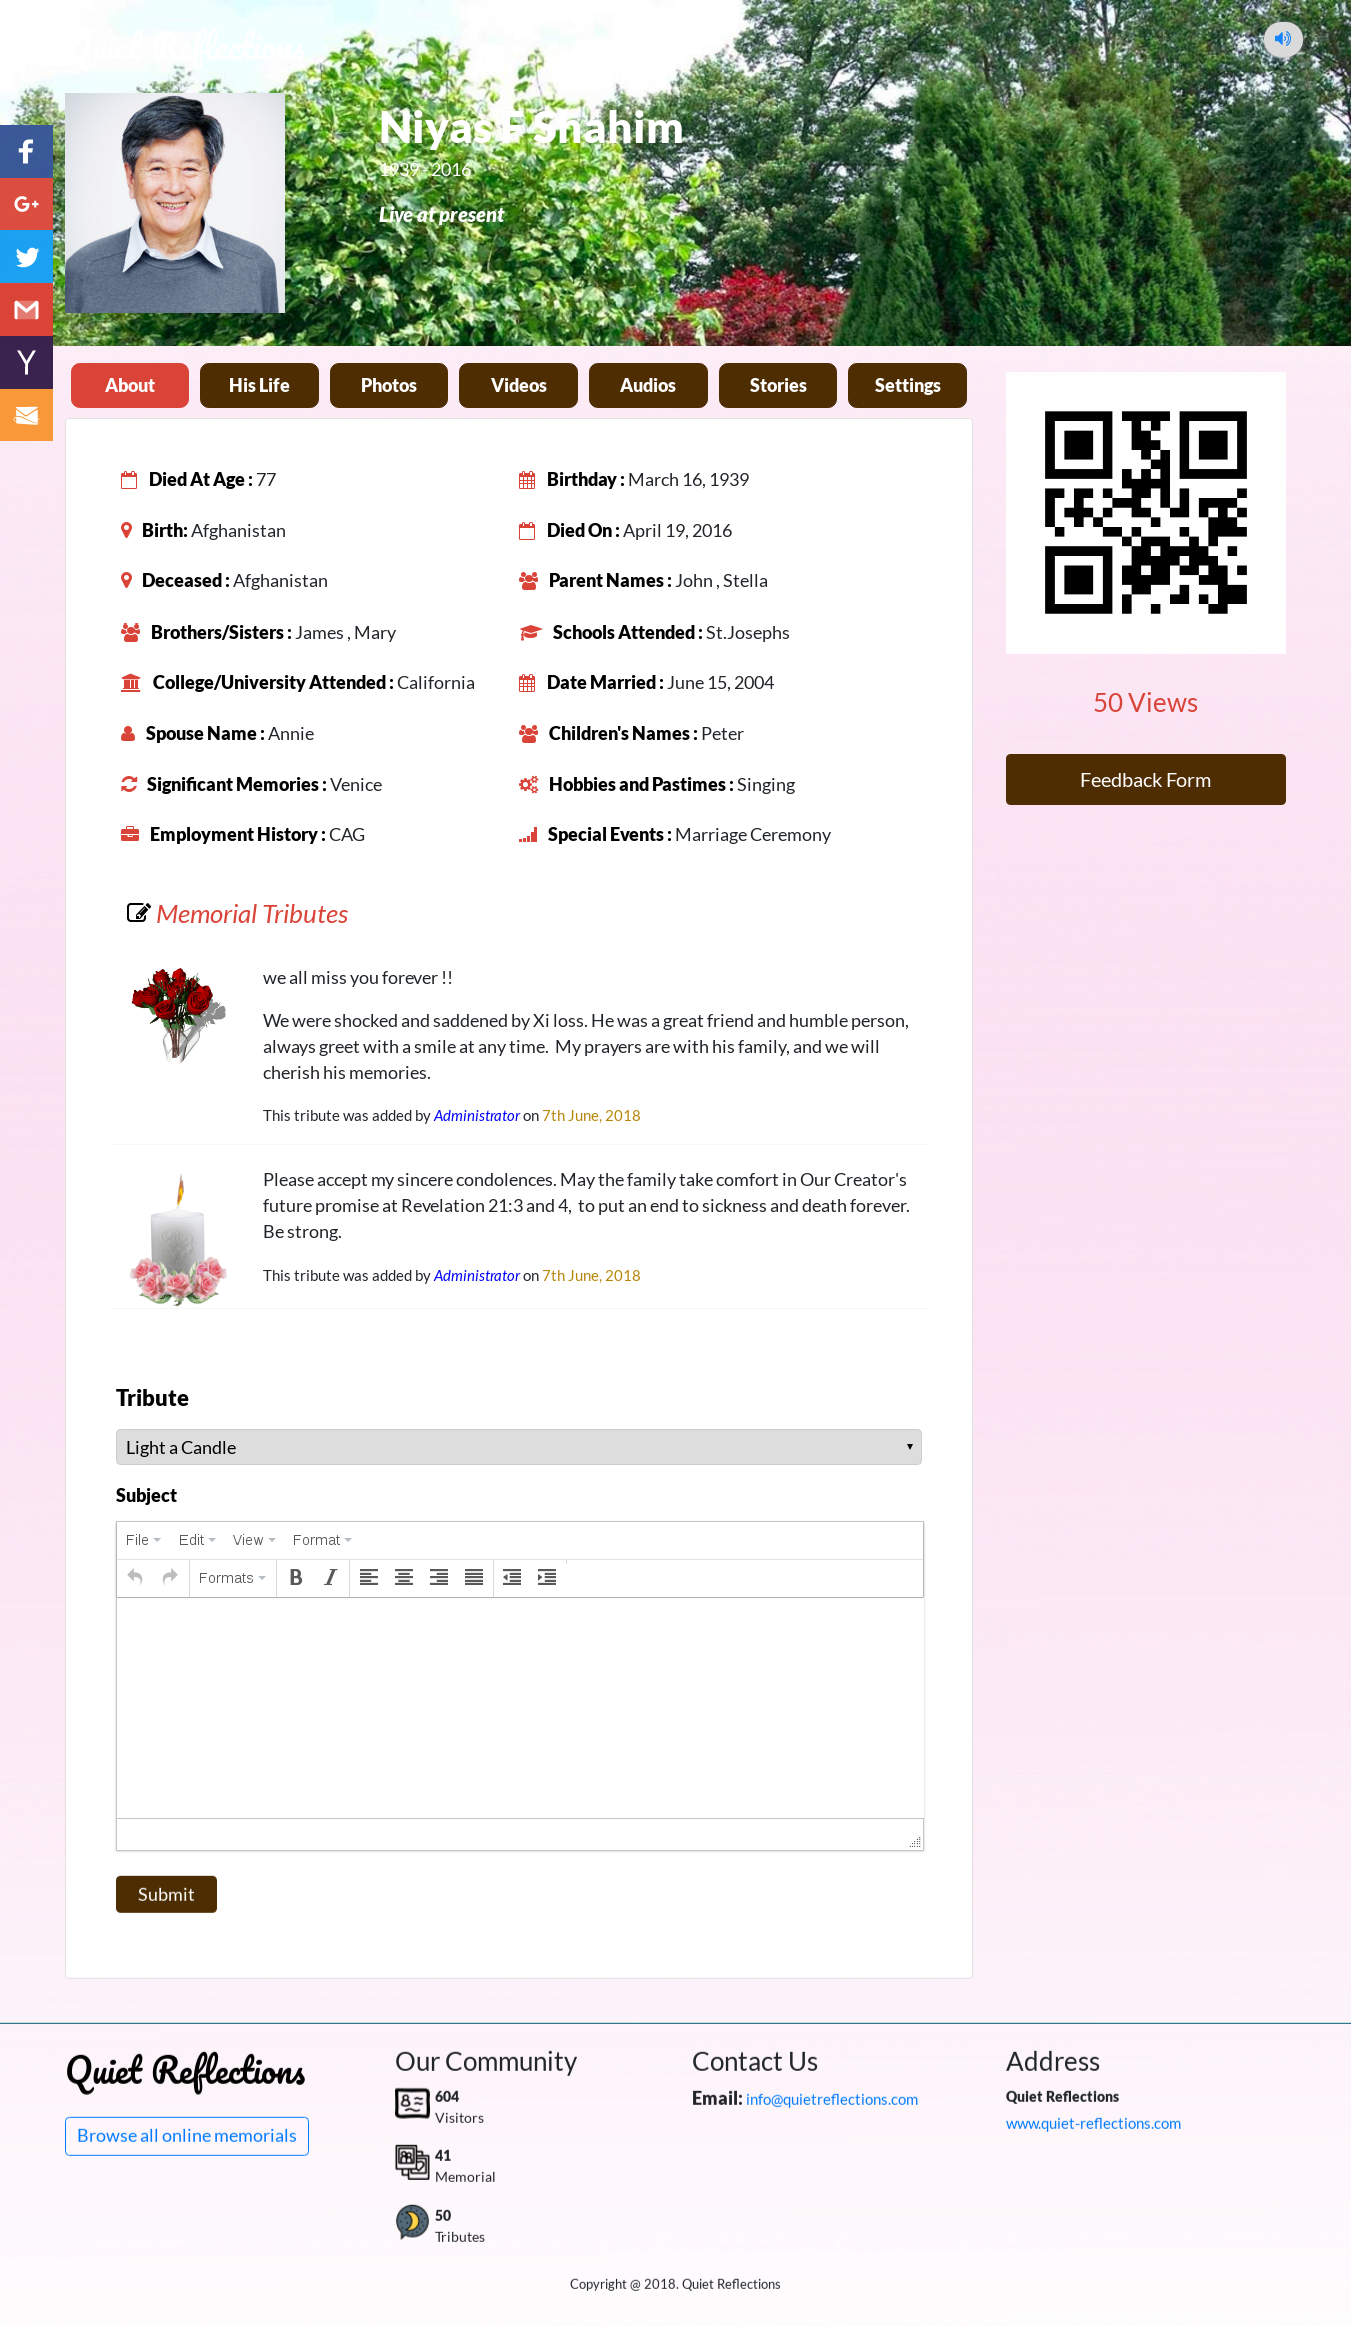 Quiet Reflections
Niyas F Shahim
1939 - 2016
Live at present
About
His Life
Photos
Videos
Audios
Stories
Settings
Died At Age : 77
Birthday : March 16, 1939
Birth: Afghanistan
Died On : April 19, 2016
Deceased : Afghanistan
Parent Names : John , Stella
Brothers/Sisters : James , Mary
Schools Attended : St.Josephs
College/University Attended : California
Date Married : June 15, 2004
Spouse Name : Annie
Children's Names : Peter
Significant Memories : Venice
Hobbies and Pastimes : Singing
Employment History : CAG
Special Events : Marriage Ceremony
50 Views
Feedback Form
Memorial Tributes
we all miss you forever !!
We were shocked and saddened by Xi loss. He was a great friend and humble person,
always greet with a smile at any time.  My prayers are with his family, and we will
cherish his memories.
This tribute was added by Administrator on 7th June, 2018
Please accept my sincere condolences. May the family take comfort in Our Creator's
future promise at Revelation 21:3 and 4,  to put an end to sickness and death forever.
Be strong.
This tribute was added by Administrator on 7th June, 2018
Tribute
Light a Candle
Subject
File
Edit
View
Format
Formats
B
I
Submit
Quiet Reflections
Browse all online memorials
Our Community
604
Visitors
41
Memorial
50
Tributes
Contact Us
Email: info@quietreflections.com
Address
Quiet Reflections
www.quiet-reflections.com
Copyright @ 2018. Quiet Reflections